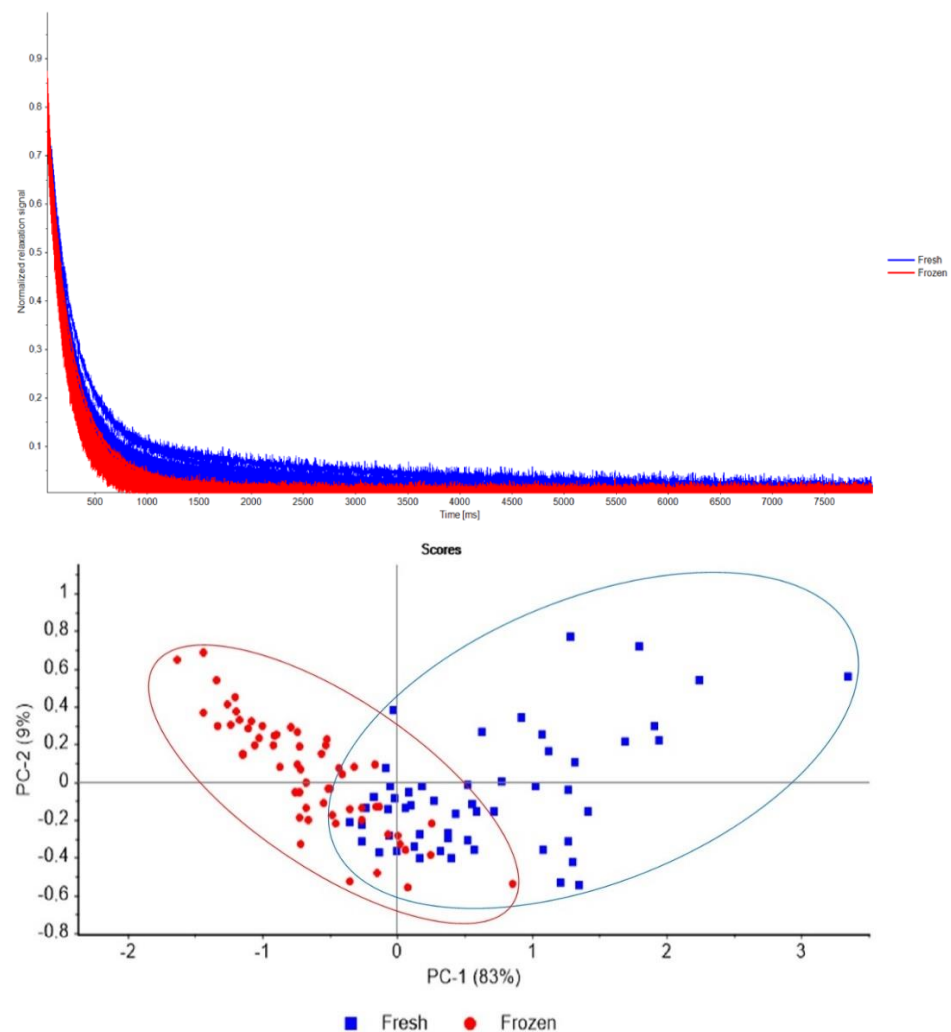 0.9
0.8
0.7
0.6
0.5
0.4
0.3
0.2
0.1
Normalized relaxation signal
500 1000 1500 2000 2500 3000 3500 4000 4500 5000 5500 6000 6500 7000 7500
Time [ms]
Fresh
Frozen
Scores
1
0.8
0.6
0.4
0.2
0
-0.2
-0.4
-0.6
-0.8
PC-2 (9%)
-2 -1 0 1 2 3
PC-1 (83%)
Fresh Frozen